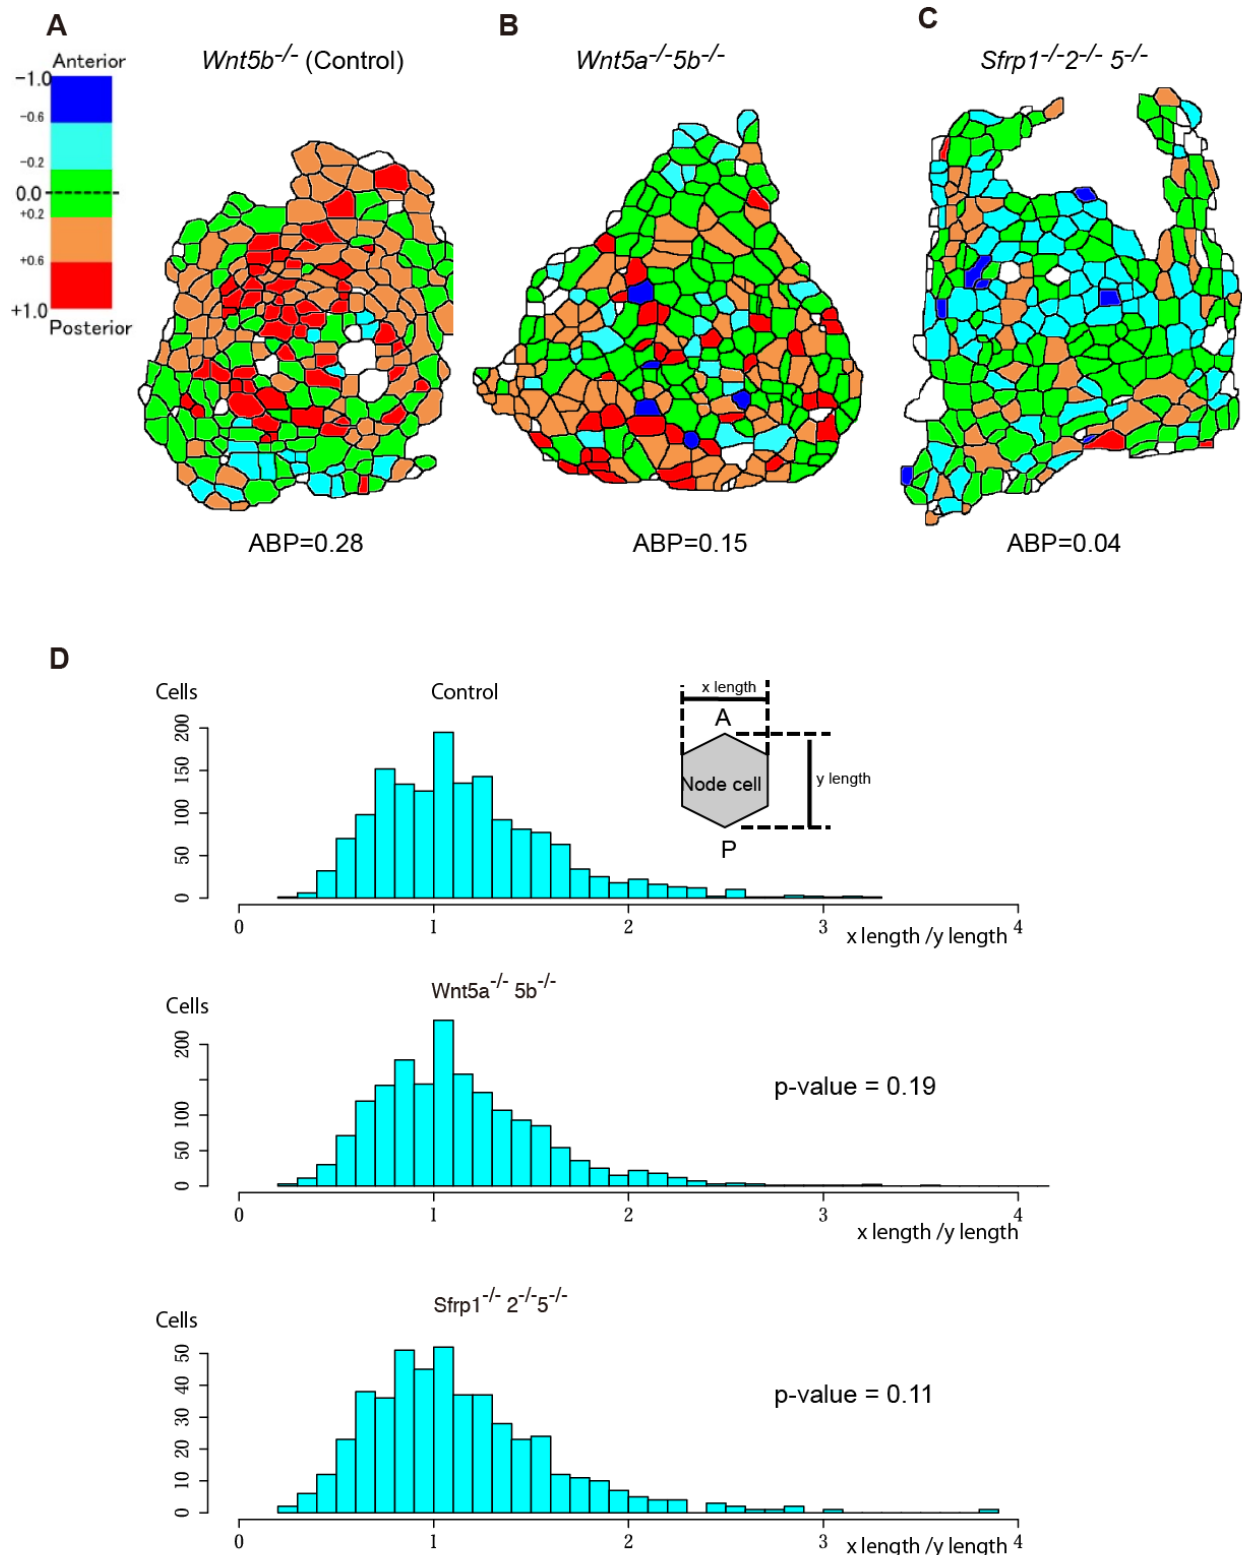 A
B
C
Wnt5b-/- (Control)
Wnt5a-/-5b-/-
Sfrp1-/-2-/- 5-/-
Anterior
−1.0
−0.6
−0.2
0.0
+0.2
+0.6
+1.0
Posterior
ABP=0.28
ABP=0.15
ABP=0.04
D
Cells
Control
x length
A
Node cell
y length
P
200
150
100
50
0
0 1 2 3 4
x length /y length
Wnt5a-/- 5b-/-
Cells
200
100
50
0
p-value = 0.19
0 1 2 3 4
x length /y length
Sfrp1-/- 2-/-5-/-
Cells
50
40
30
20
10
0
p-value = 0.11
0 1 2 3 4
x length /y length